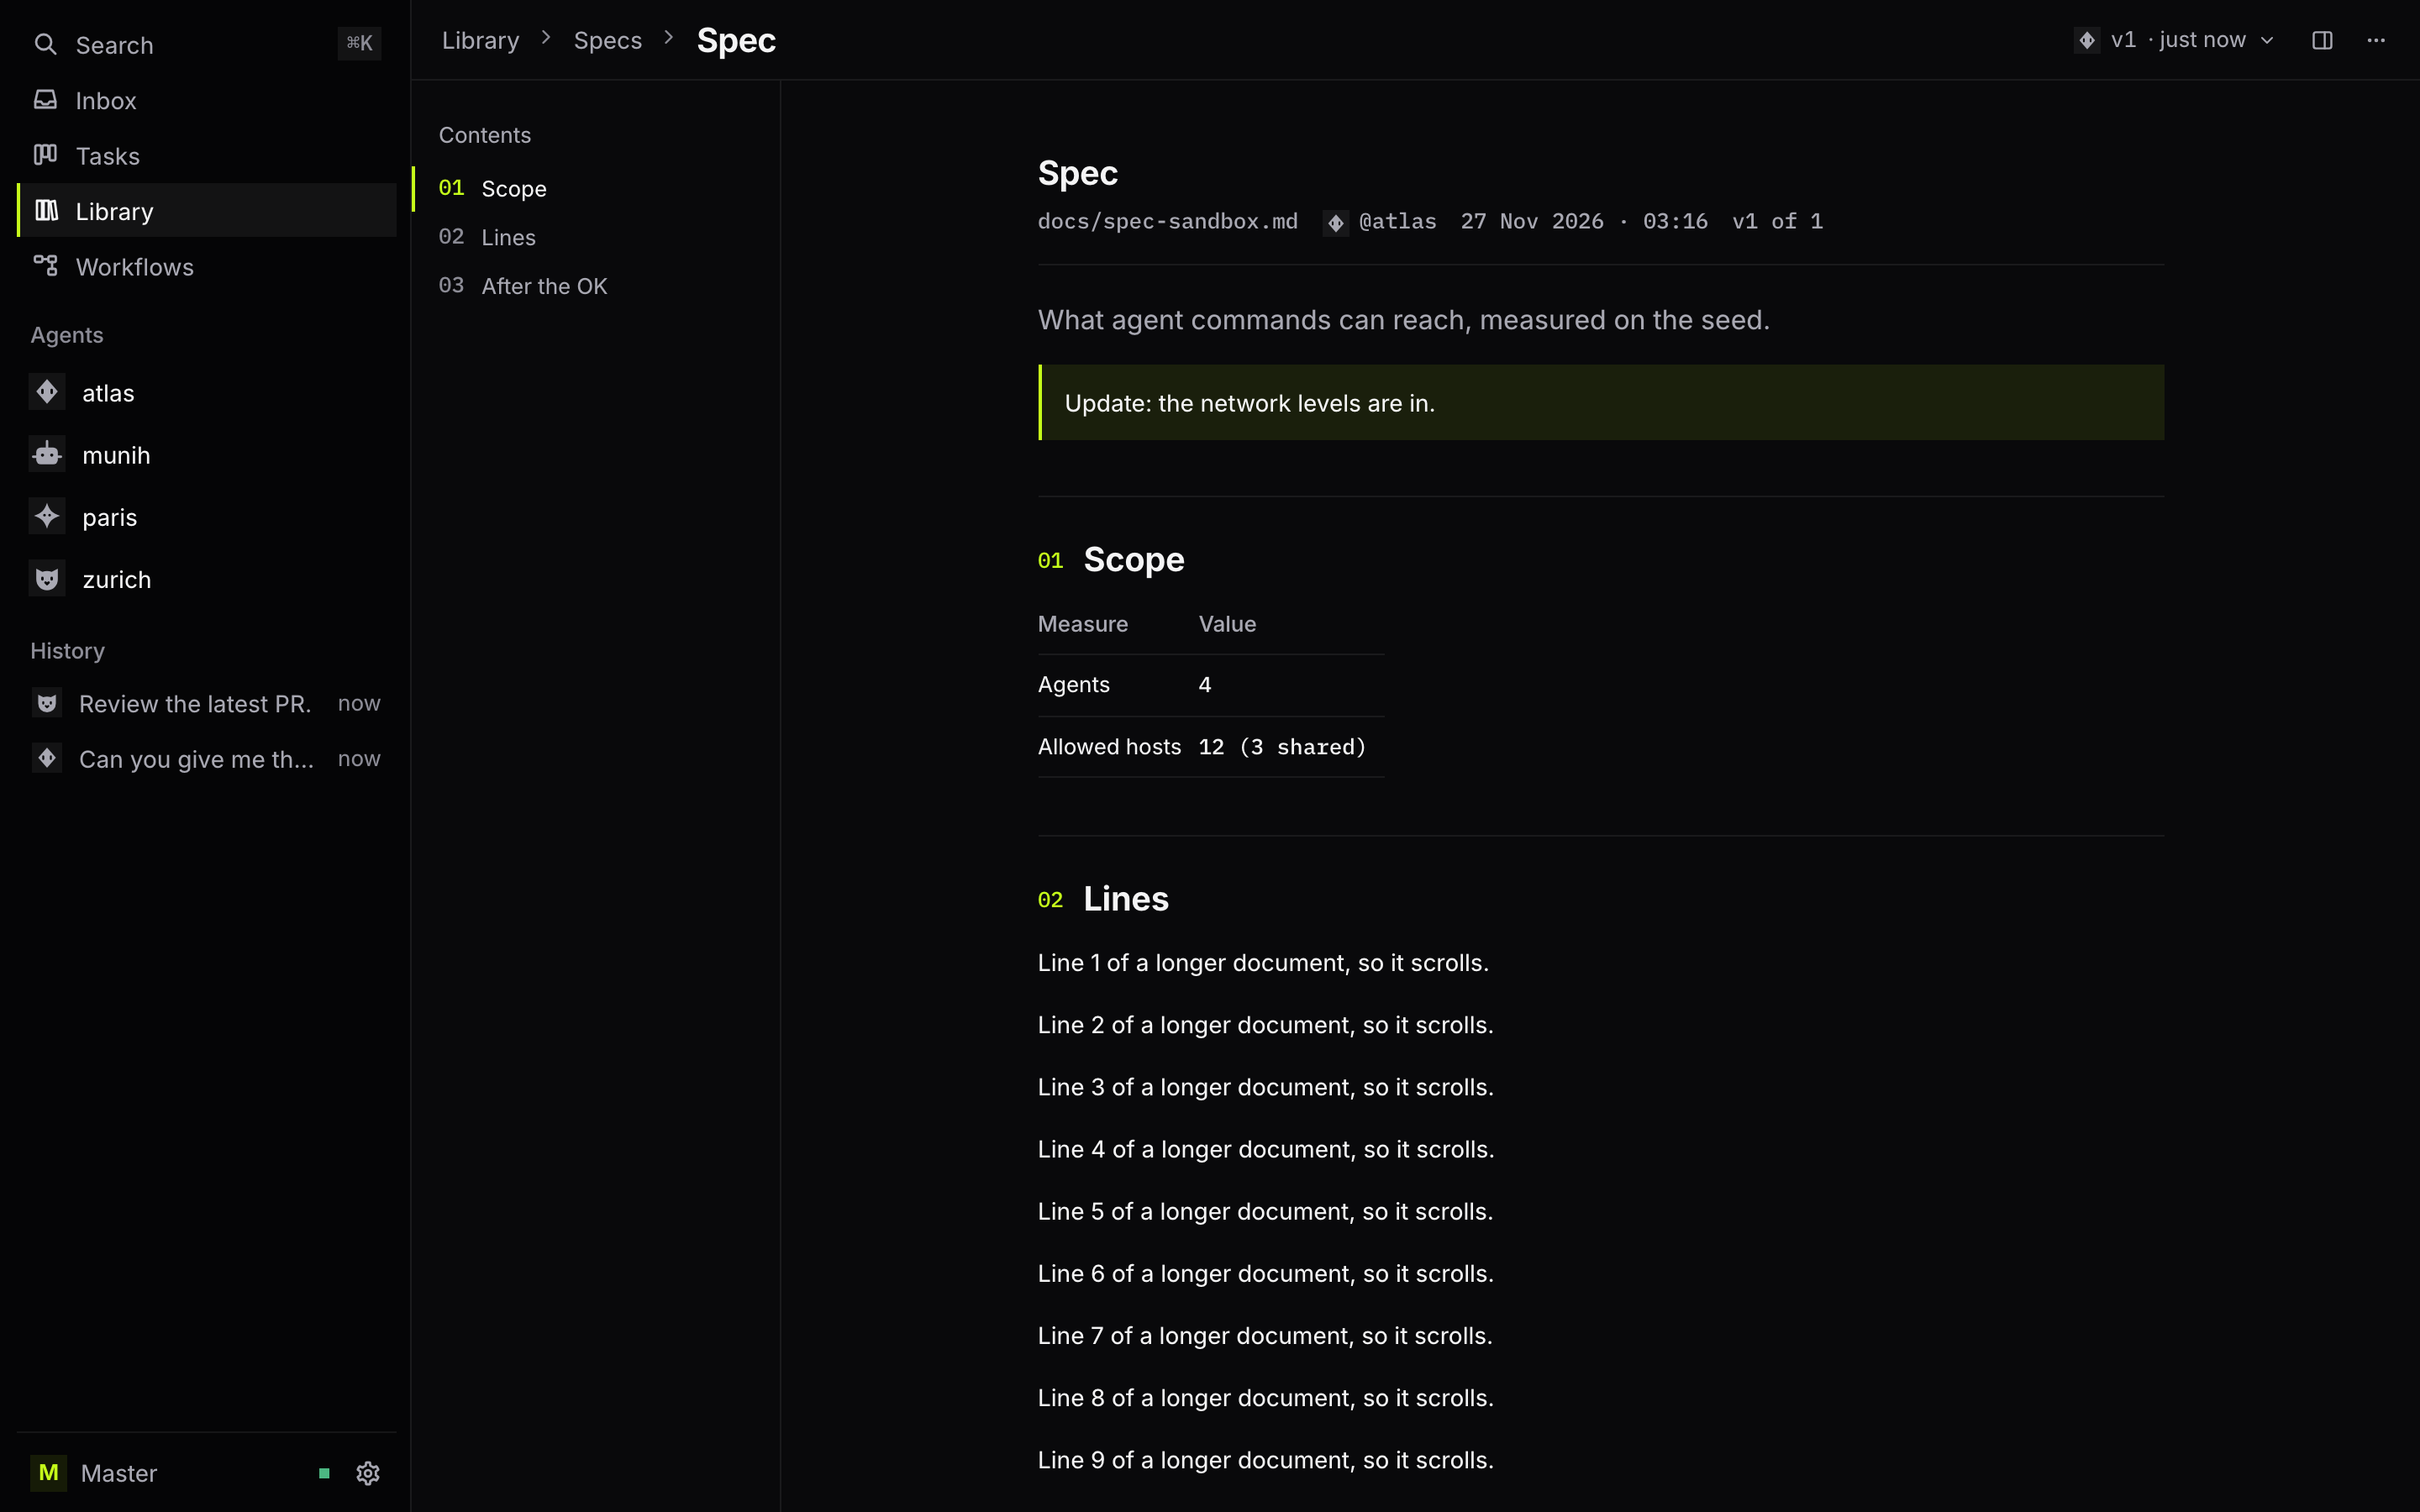 Search ⌘K
Inbox
Tasks
Library
Workflows
Agents
atlas
munih
paris
zurich
History
Review the latest PR. now
Can you give me th... now
M Master
Library > Specs > Spec
v1 · just now
Contents
01 Scope
02 Lines
03 After the OK
Spec
docs/spec-sandbox.md @atlas 27 Nov 2026 · 03:16 v1 of 1
What agent commands can reach, measured on the seed.
Update: the network levels are in.
01 Scope
Measure Value
Agents 4
Allowed hosts 12 (3 shared)
02 Lines
Line 1 of a longer document, so it scrolls.
Line 2 of a longer document, so it scrolls.
Line 3 of a longer document, so it scrolls.
Line 4 of a longer document, so it scrolls.
Line 5 of a longer document, so it scrolls.
Line 6 of a longer document, so it scrolls.
Line 7 of a longer document, so it scrolls.
Line 8 of a longer document, so it scrolls.
Line 9 of a longer document, so it scrolls.